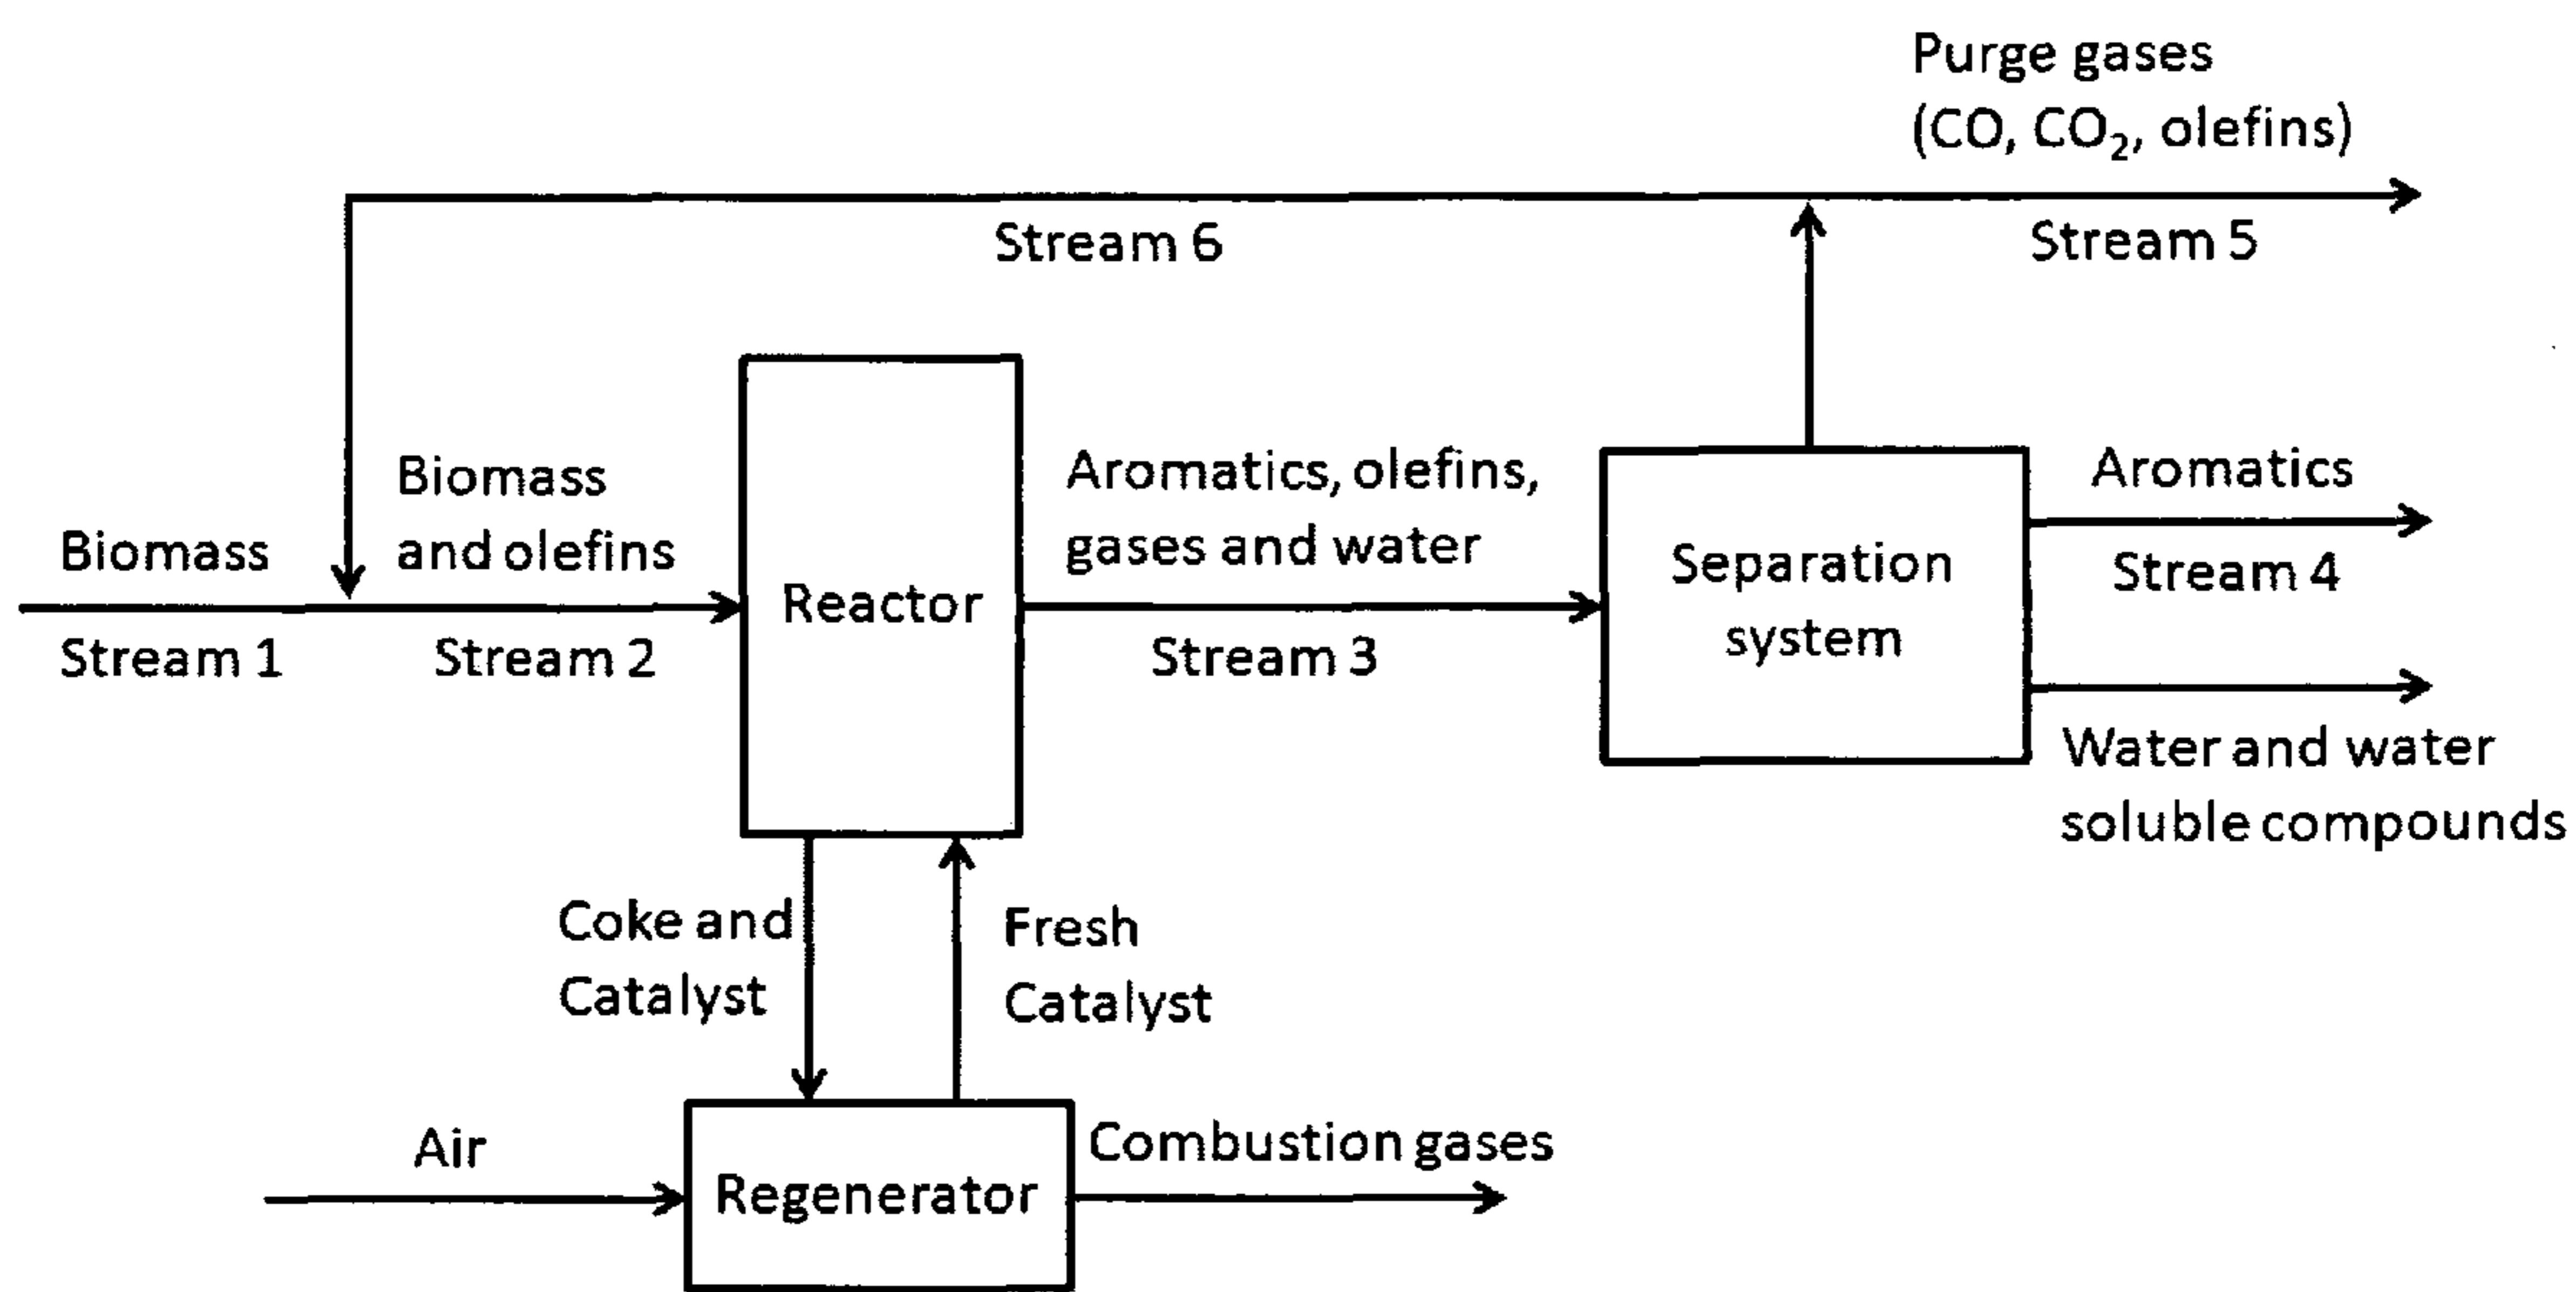 Purge gases
(CO, CO₂, olefins)
Stream 6
Stream 5
Biomass
and olefins
Biomass
Stream 1
Stream 2
Reactor
Aromatics, olefins,
gases and water
Stream 3
Separation
system
Aromatics
Stream 4
Water and water
soluble compounds
Coke and
Catalyst
Fresh
Catalyst
Air
Regenerator
Combustion gases